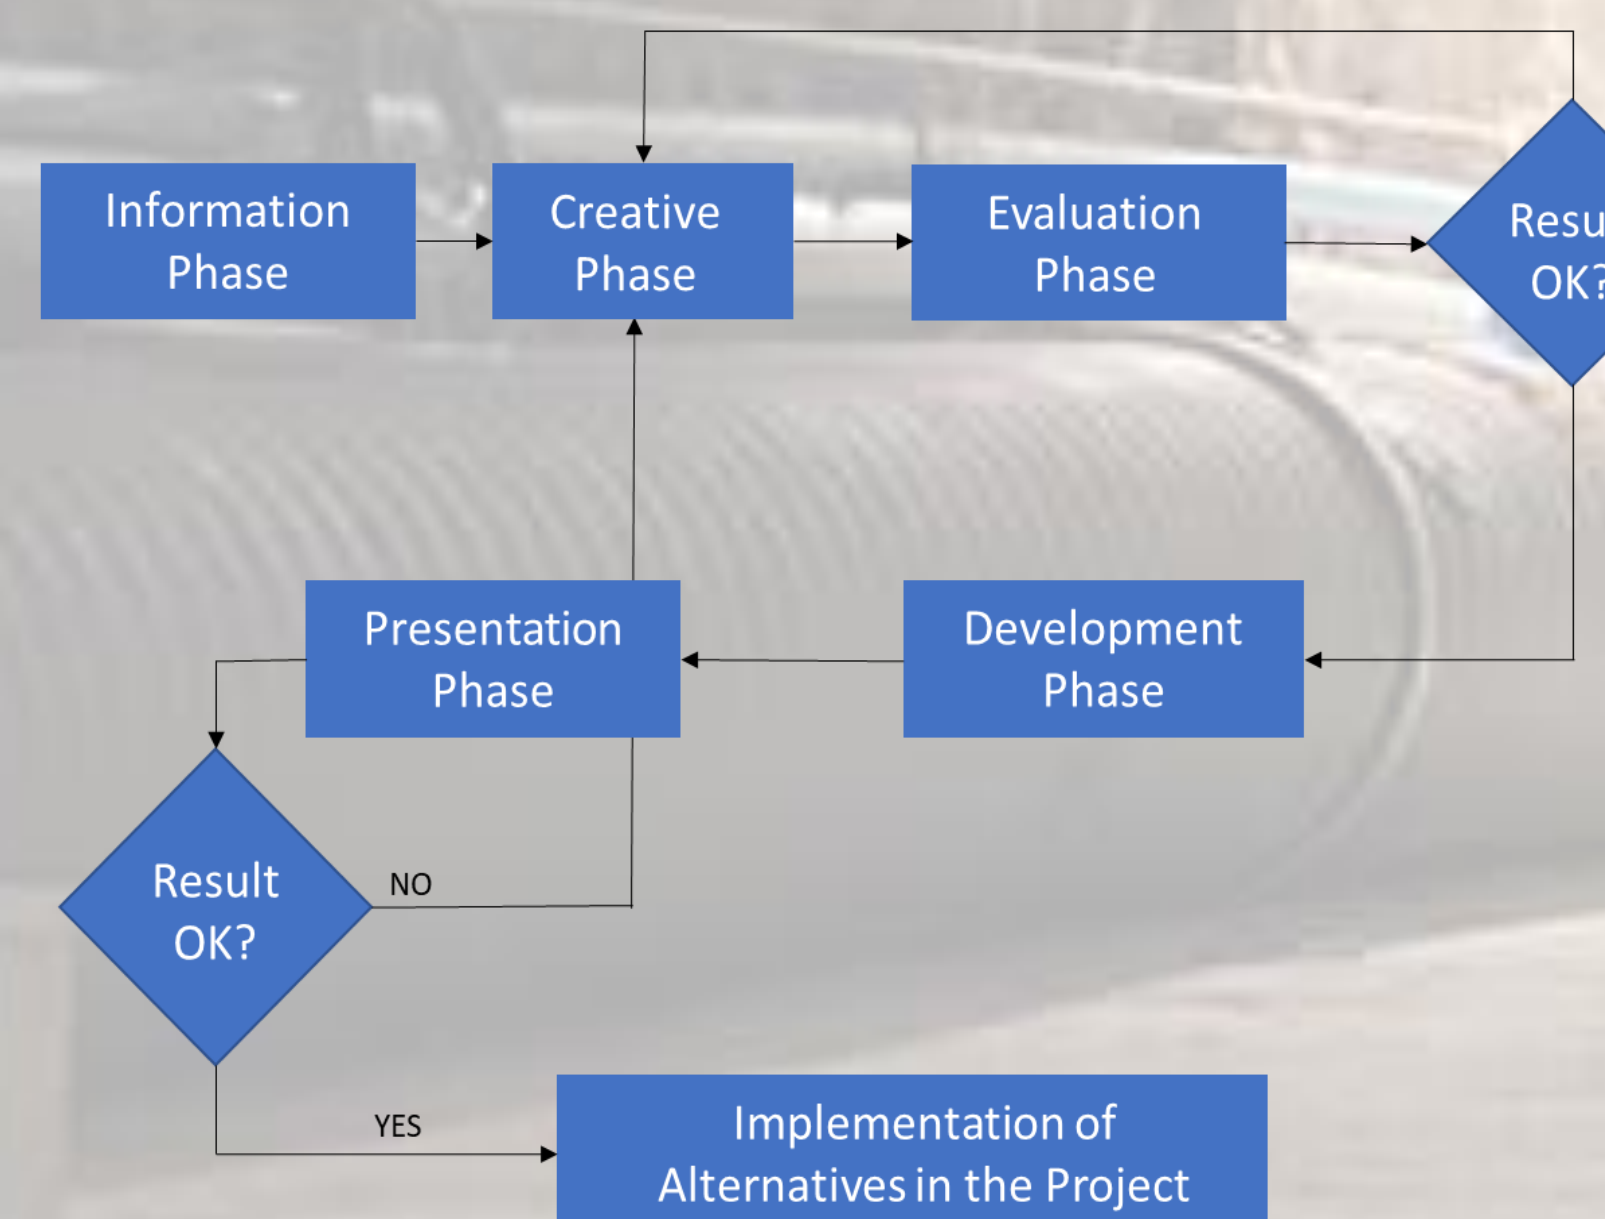 Information
Phase
Creative
Phase
Evaluation
Phase
OK?
Presentation
Phase
Development
Phase
Result
OK?
NO
YES
Implementation of
Alternatives in the Project